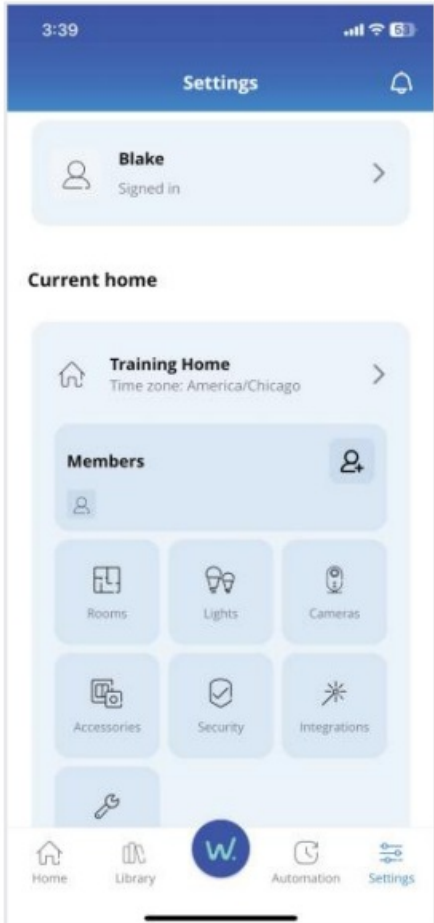 3:39
53
Settings
Blake
Signed in
Current home
Training Home
Time zone: America/Chicago
Members
Rooms
Lights
Cameras
Accessories
Security
Integrations
W.
Home
Library
Automation
Settings